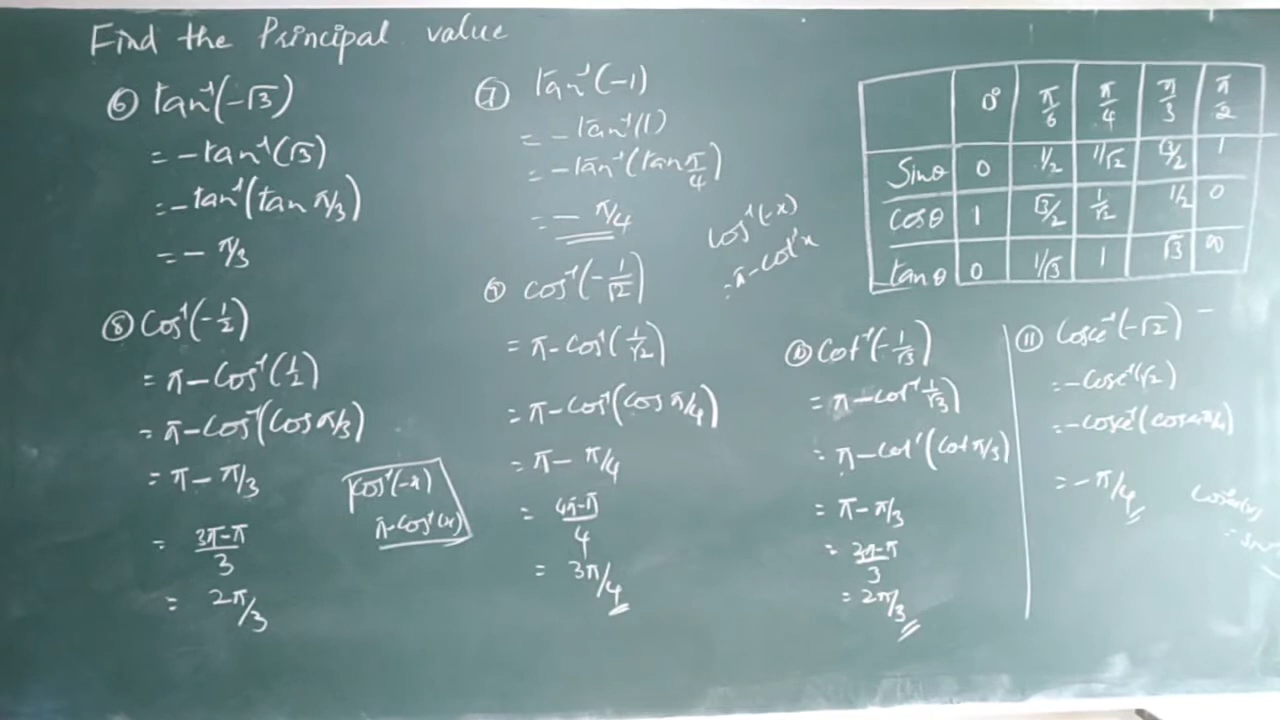 Find the Principal value
⑥ tan⁻¹(-√3)
= -tan⁻¹(√3)
= -tan⁻¹(tan π/3)
= - π/3
⑦ tan⁻¹(-1)
= - tan⁻¹(1)
= - tan⁻¹(tan π/4)
= - π/4
⑧ Cos⁻¹(-1/2)
= π - Cos⁻¹(1/2)
= π - Cos⁻¹(Cos π/3)
= π - π/3
= 3π-π/3
= 2π/3
Cos⁻¹(-x)
π-Cos⁻¹(x)
⑨ cos⁻¹(-1/√2)
= π - Cos⁻¹(1/√2)
= π - Cos⁻¹(Cos π/4)
= π - π/4
= 4π-π/4
= 3π/4
Cot⁻¹(-x)
= π - cot⁻¹x
⑩ Cot⁻¹(-1/√3)
= π - cot⁻¹ 1/√3)
= π - cot⁻¹(cot π/3)
= π - π/3
= 3π-π/3
= 2π/3
⑪ Cosec⁻¹(-√2)
= -Cosec⁻¹(√2)
= -cosec⁻¹(cosec π/4)
= - π/4
0° π/6 π/4 π/3 π/2
Sinθ 0 1/2 1/√2 √3/2 1
cosθ 1 √3/2 1/√2 1/2 0
tanθ 0 1/√3 1 √3 ∞